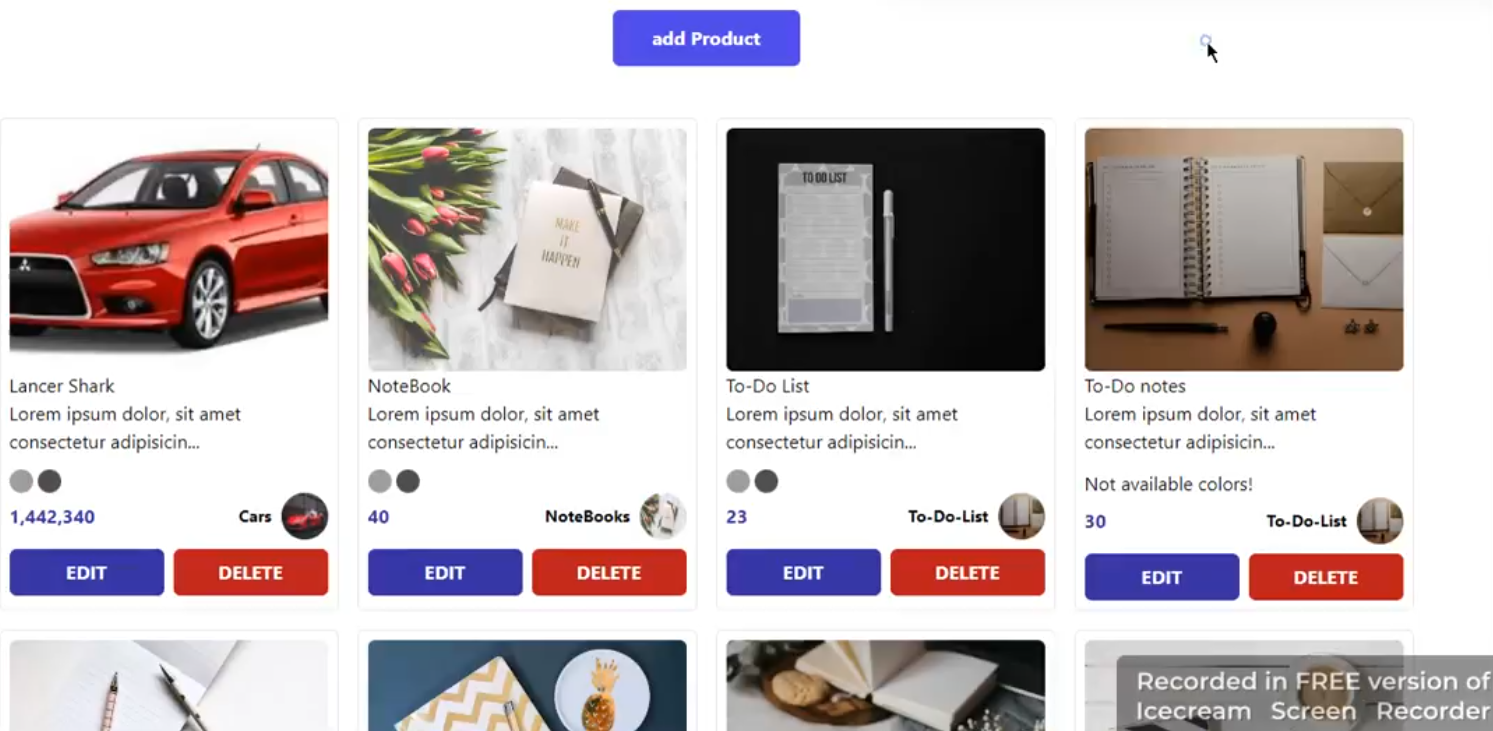 add Product
MAKE
IT
HAPPEN
TO DO LIST
Lancer Shark
Lorem ipsum dolor, sit amet
consectetur adipisicin...
1,442,340
Cars
EDIT
DELETE
NoteBook
Lorem ipsum dolor, sit amet
consectetur adipisicin...
40
NoteBooks
EDIT
DELETE
To-Do List
Lorem ipsum dolor, sit amet
consectetur adipisicin...
23
To-Do-List
EDIT
DELETE
To-Do notes
Lorem ipsum dolor, sit amet
consectetur adipisicin...
Not available colors!
30
To-Do-List
EDIT
DELETE
Recorded in FREE version of
Icecream Screen Recorder